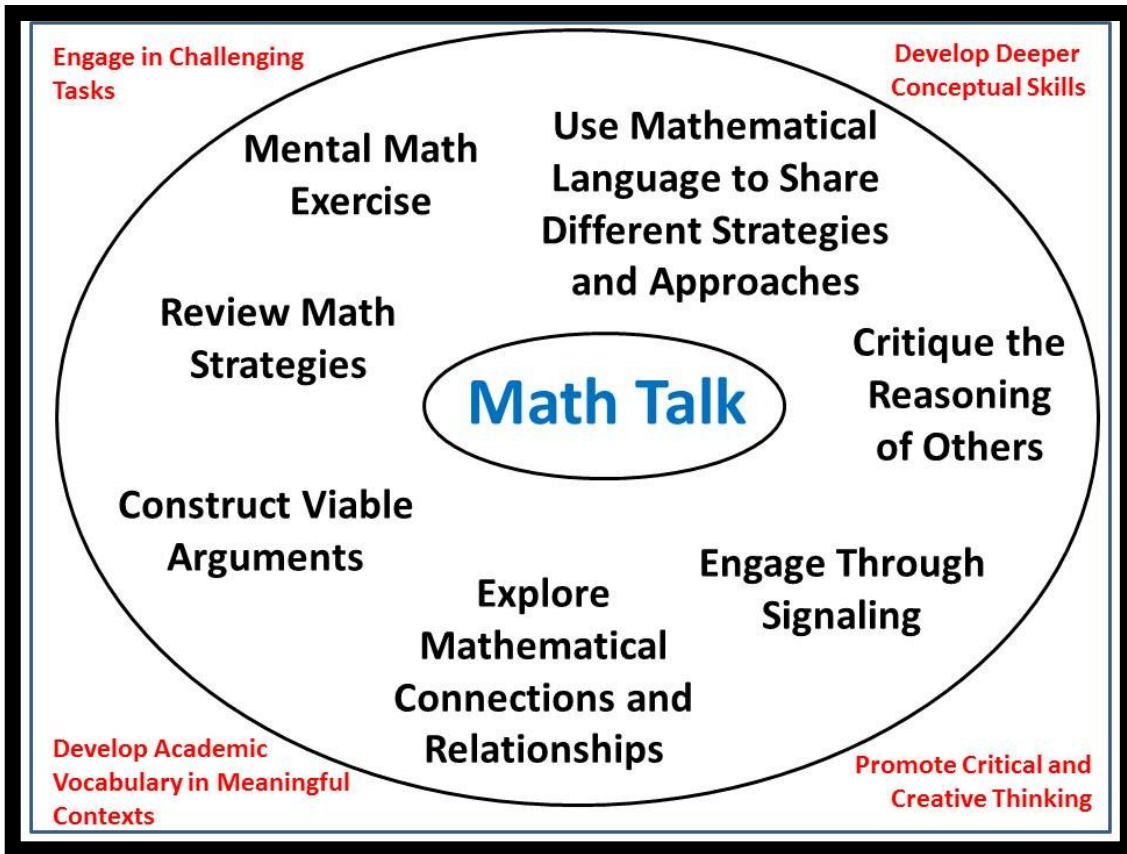 Engage in Challenging
Tasks
Develop Deeper
Conceptual Skills
Mental Math
Exercise
Use Mathematical
Language to Share
Different Strategies
and Approaches
Review Math
Strategies
Math Talk
Critique the
Reasoning
of Others
Construct Viable
Arguments
Explore
Mathematical
Connections and
Relationships
Engage Through
Signaling
Develop Academic
Vocabulary in Meaningful
Contexts
Promote Critical and
Creative Thinking